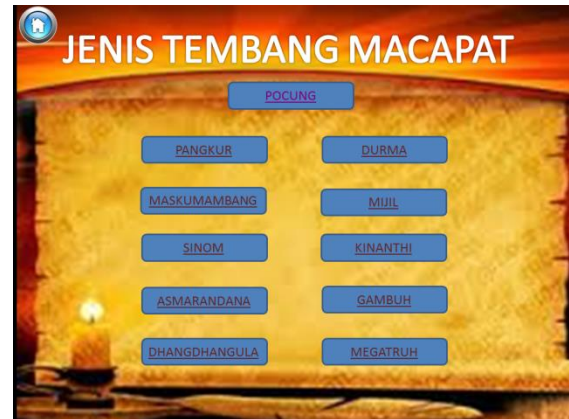 JENIS TEMBANG MACAPAT
POCUNG
PANGKUR
DURMA
MASKUMAMBANG
MIJIL
SINOM
KINANTHI
ASMARANDANA
GAMBUH
DHANGDHANGULA
MEGATRUH